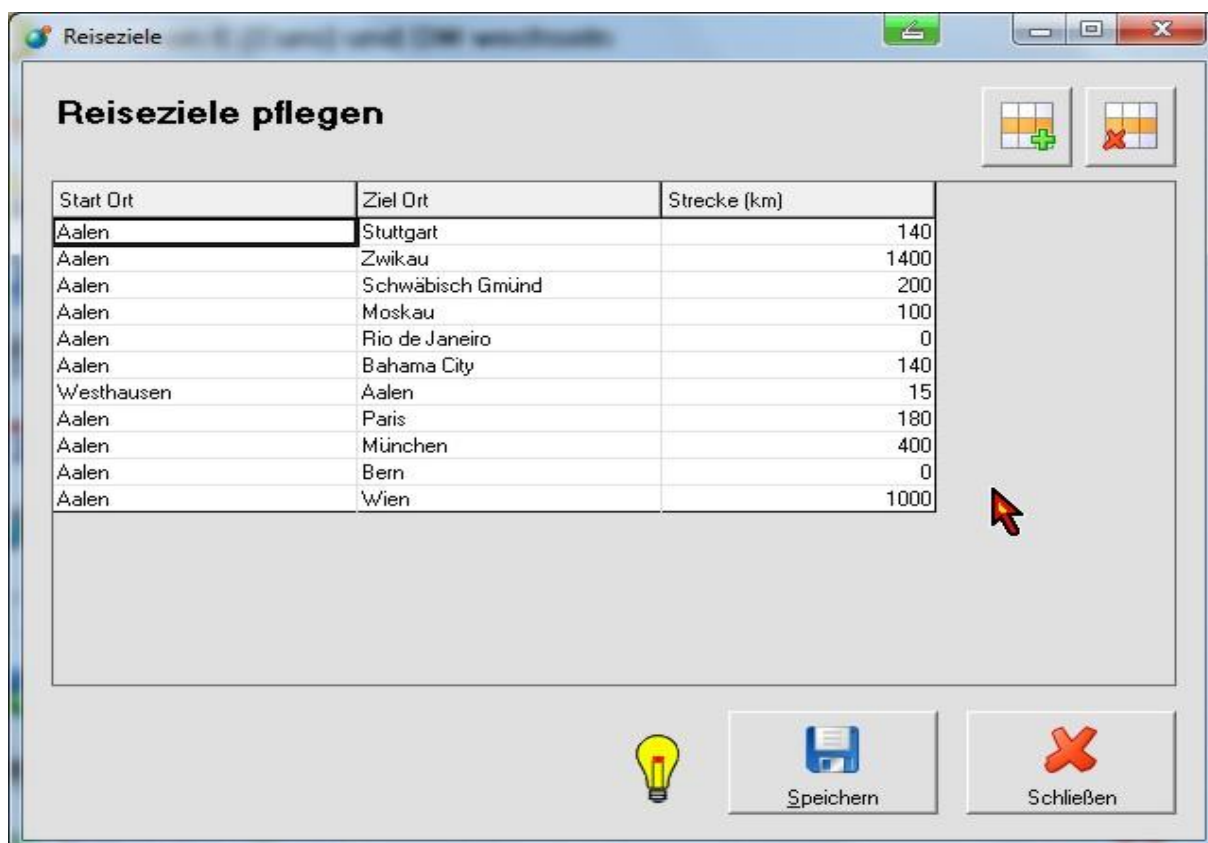 Reiseziele
Reiseziele pflegen
Start Ort Ziel Ort Strecke (km)
Aalen Stuttgart 140
Aalen Zwikau 1400
Aalen Schwäbisch Gmünd 200
Aalen Moskau 100
Aalen Rio de Janeiro 0
Aalen Bahama City 140
Westhausen Aalen 15
Aalen Paris 180
Aalen München 400
Aalen Bern 0
Aalen Wien 1000
Speichern Schließen